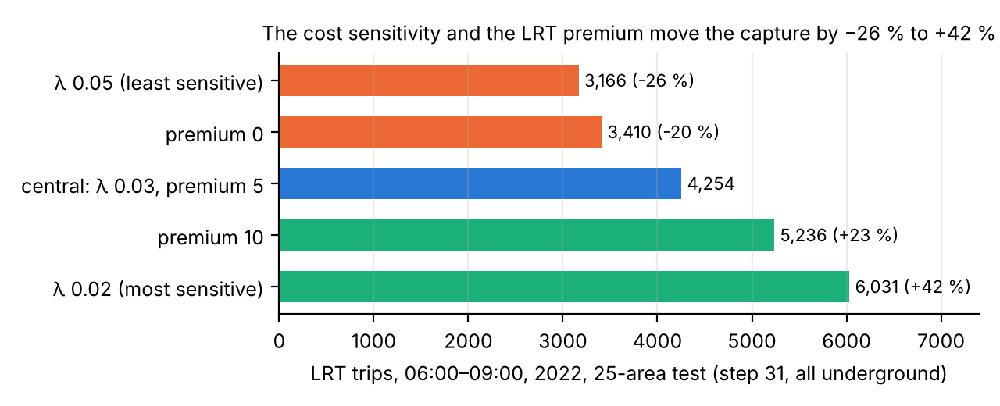 The cost sensitivity and the LRT premium move the capture by −26 % to +42 %
λ 0.05 (least sensitive)
3,166 (-26 %)
premium 0
3,410 (-20 %)
central: λ 0.03, premium 5
4,254
premium 10
5,236 (+23 %)
λ 0.02 (most sensitive)
6,031 (+42 %)
0 1000 2000 3000 4000 5000 6000 7000
LRT trips, 06:00–09:00, 2022, 25-area test (step 31, all underground)